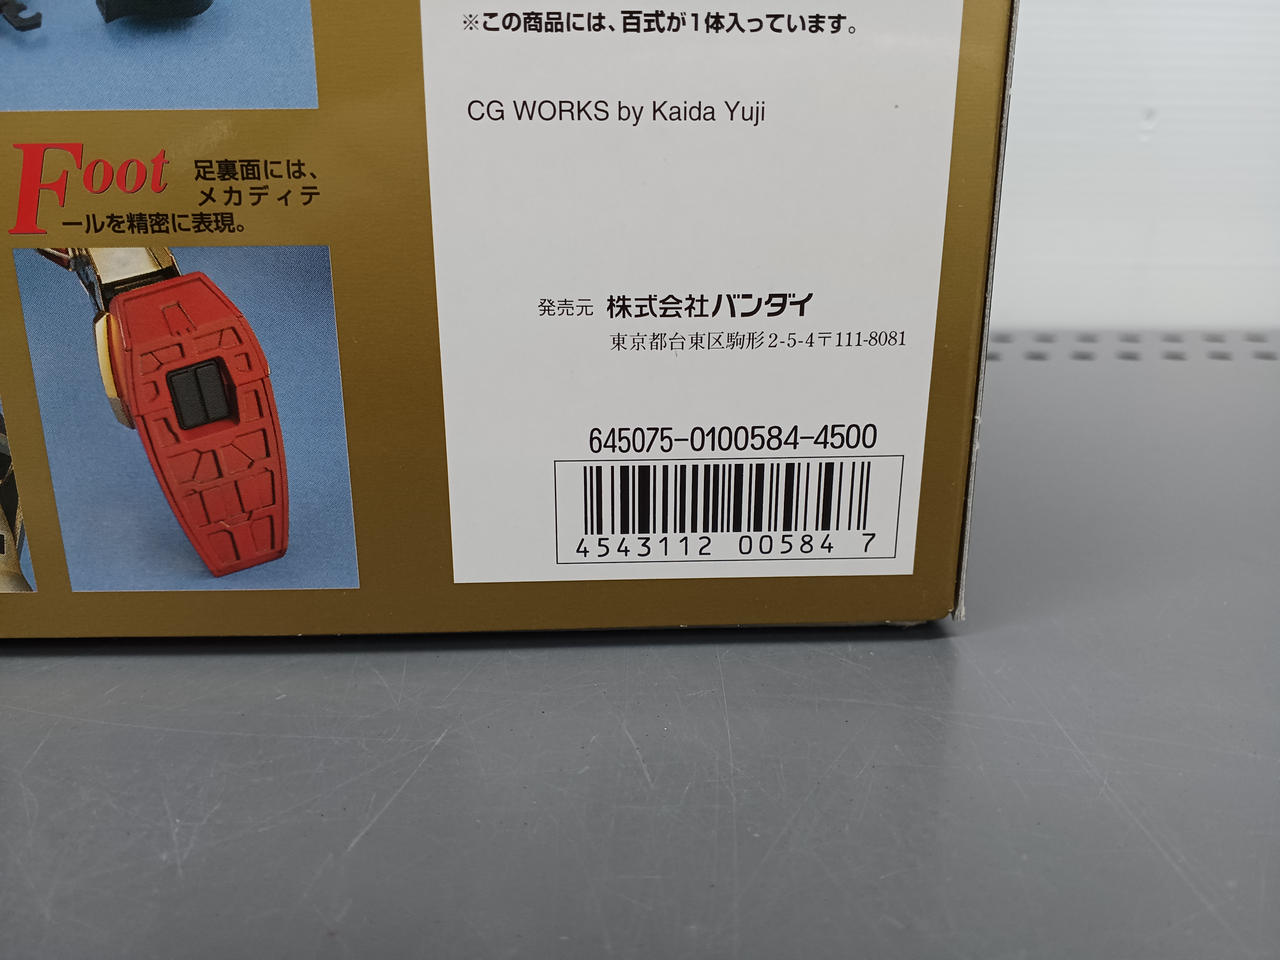 ※この商品には、百式が1体入っています。
CG WORKS by Kaida Yuji
Foot
足裏面には、
メカディテ
ールを精密に表現。
発売元 株式会社バンダイ
東京都台東区駒形2-5-4〒111-8081
645075-0100584-4500
4543112 00584 7